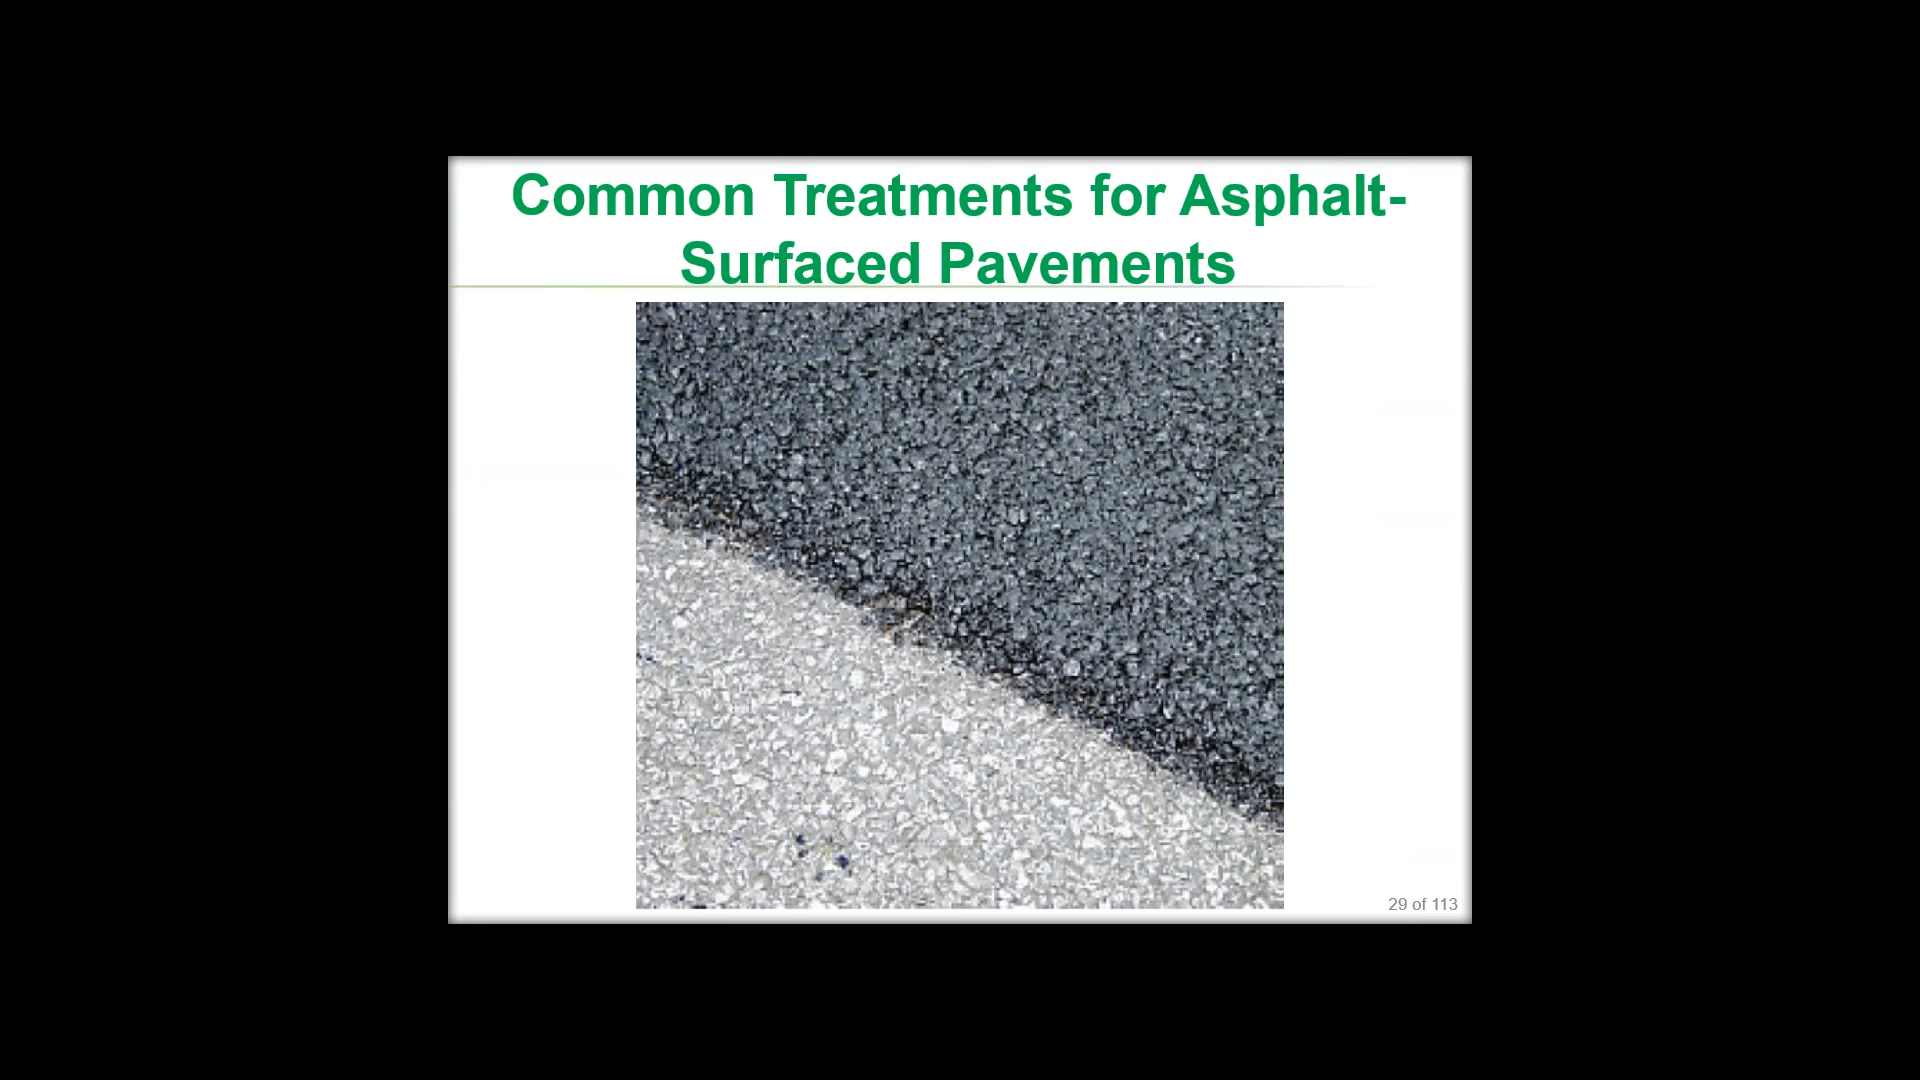 Common Treatments for Asphalt-
Surfaced Pavements
29 of 113